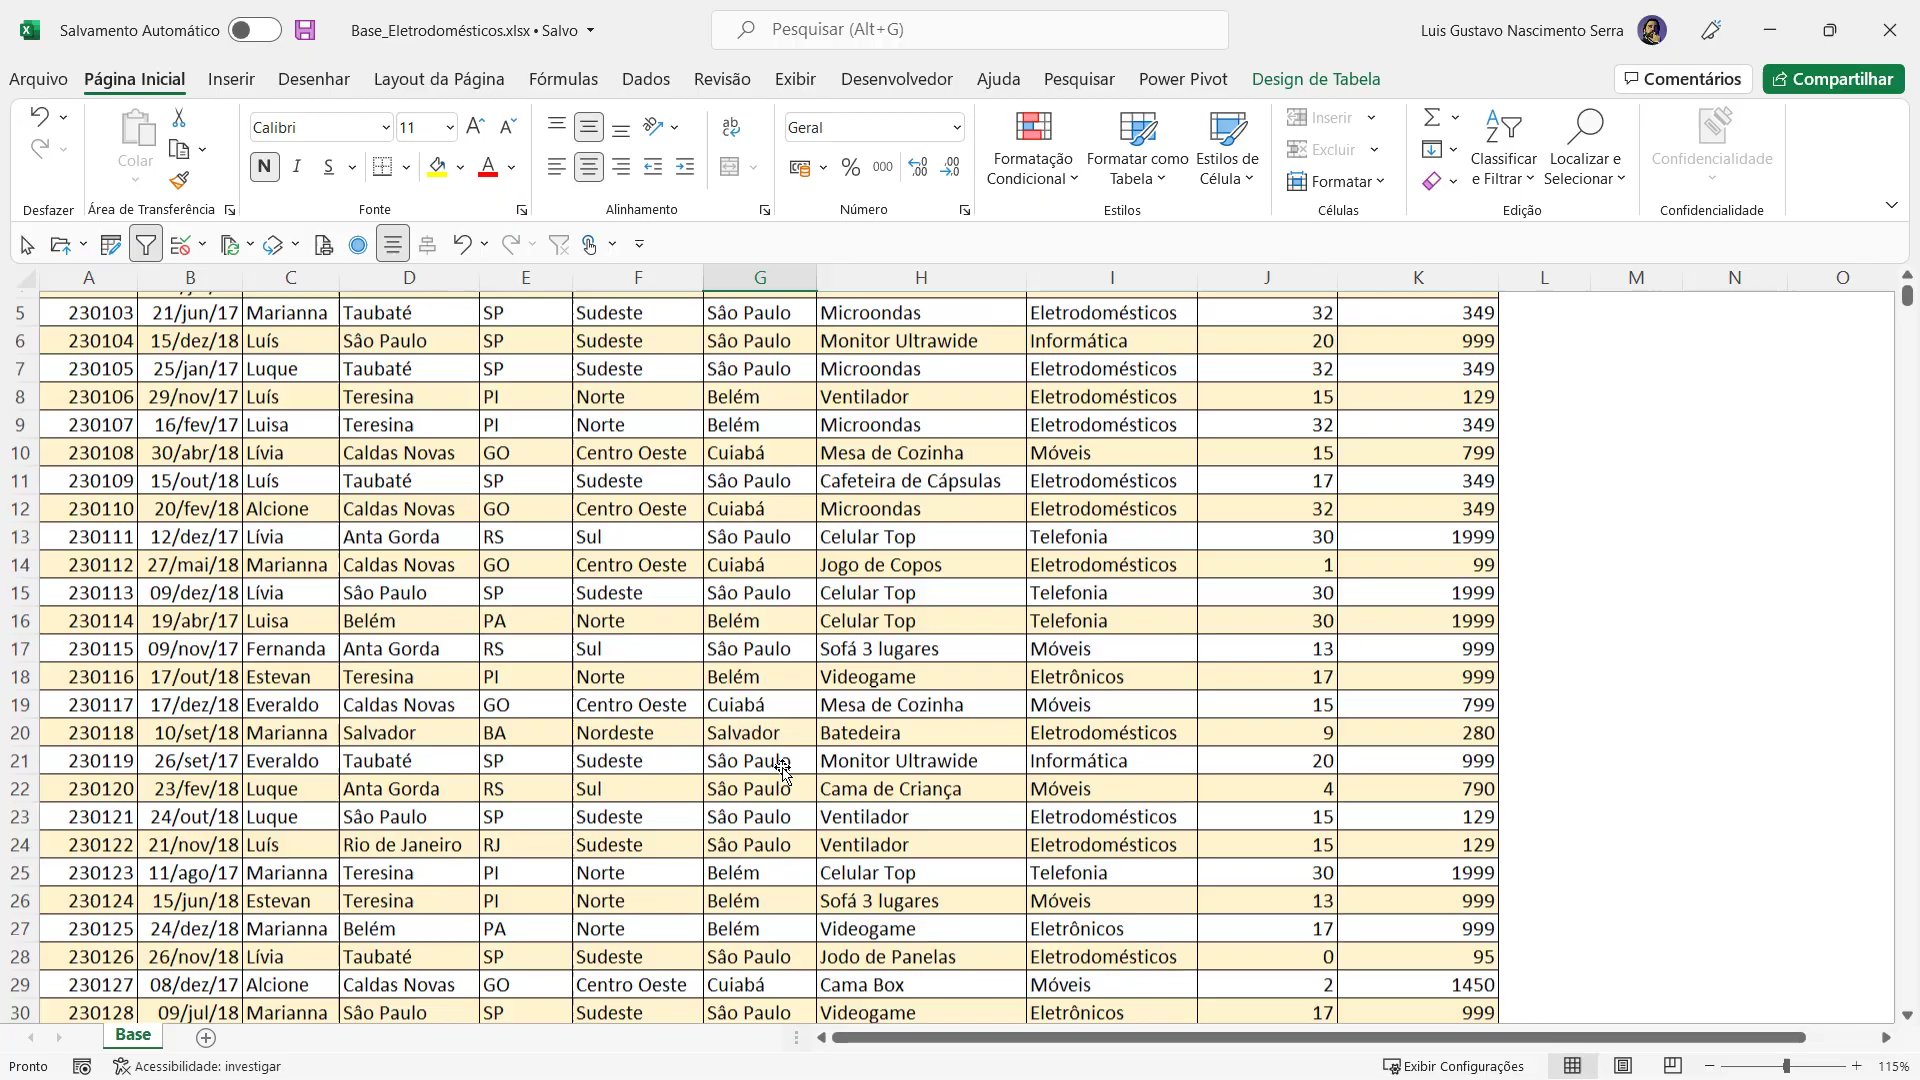 Salvamento Automático
Base_Eletrodomésticos.xlsx • Salvo
Pesquisar (Alt+G)
Luis Gustavo Nascimento Serra
Arquivo Página Inicial Inserir Desenhar Layout da Página Fórmulas Dados Revisão Exibir Desenvolvedor Ajuda Pesquisar Power Pivot Design de Tabela Comentários Compartilhar
Colar
Calibri 11
N I S
ab
Geral
% 000
Formatação Condicional
Formatar como Tabela
Estilos de Célula
Inserir
Excluir
Formatar
Classificar e Filtrar
Localizar e Selecionar
Confidencialidade
Desfazer Área de Transferência Fonte Alinhamento Número Estilos Células Edição Confidencialidade
A B C D E F G H I J K L M N O
5 230103 21/jun/17 Marianna Taubaté SP Sudeste Sâo Paulo Microondas Eletrodomésticos 32 349
6 230104 15/dez/18 Luís Sâo Paulo SP Sudeste Sâo Paulo Monitor Ultrawide Informática 20 999
7 230105 25/jan/17 Luque Taubaté SP Sudeste Sâo Paulo Microondas Eletrodomésticos 32 349
8 230106 29/nov/17 Luís Teresina PI Norte Belém Ventilador Eletrodomésticos 15 129
9 230107 16/fev/17 Luisa Teresina PI Norte Belém Microondas Eletrodomésticos 32 349
10 230108 30/abr/18 Lívia Caldas Novas GO Centro Oeste Cuiabá Mesa de Cozinha Móveis 15 799
11 230109 15/out/18 Luís Taubaté SP Sudeste Sâo Paulo Cafeteira de Cápsulas Eletrodomésticos 17 349
12 230110 20/fev/18 Alcione Caldas Novas GO Centro Oeste Cuiabá Microondas Eletrodomésticos 32 349
13 230111 12/dez/17 Lívia Anta Gorda RS Sul Sâo Paulo Celular Top Telefonia 30 1999
14 230112 27/mai/18 Marianna Caldas Novas GO Centro Oeste Cuiabá Jogo de Copos Eletrodomésticos 1 99
15 230113 09/dez/18 Lívia Sâo Paulo SP Sudeste Sâo Paulo Celular Top Telefonia 30 1999
16 230114 19/abr/17 Luisa Belém PA Norte Belém Celular Top Telefonia 30 1999
17 230115 09/nov/17 Fernanda Anta Gorda RS Sul Sâo Paulo Sofá 3 lugares Móveis 13 999
18 230116 17/out/18 Estevan Teresina PI Norte Belém Videogame Eletrônicos 17 999
19 230117 17/dez/18 Everaldo Caldas Novas GO Centro Oeste Cuiabá Mesa de Cozinha Móveis 15 799
20 230118 10/set/18 Marianna Salvador BA Nordeste Salvador Batedeira Eletrodomésticos 9 280
21 230119 26/set/17 Everaldo Taubaté SP Sudeste Sâo Paulo Monitor Ultrawide Informática 20 999
22 230120 23/fev/18 Luque Anta Gorda RS Sul Sâo Paulo Cama de Criança Móveis 4 790
23 230121 24/out/18 Luque Sâo Paulo SP Sudeste Sâo Paulo Ventilador Eletrodomésticos 15 129
24 230122 21/nov/18 Luís Rio de Janeiro RJ Sudeste Sâo Paulo Ventilador Eletrodomésticos 15 129
25 230123 11/ago/17 Marianna Teresina PI Norte Belém Celular Top Telefonia 30 1999
26 230124 15/jun/18 Estevan Teresina PI Norte Belém Sofá 3 lugares Móveis 13 999
27 230125 24/dez/18 Marianna Belém PA Norte Belém Videogame Eletrônicos 17 999
28 230126 26/nov/18 Lívia Taubaté SP Sudeste Sâo Paulo Jodo de Panelas Eletrodomésticos 0 95
29 230127 08/dez/17 Alcione Caldas Novas GO Centro Oeste Cuiabá Cama Box Móveis 2 1450
30 230128 09/jul/18 Marianna Sâo Paulo SP Sudeste Sâo Paulo Videogame Eletrônicos 17 999
Base
Pronto Acessibilidade: investigar Exibir Configurações 115%